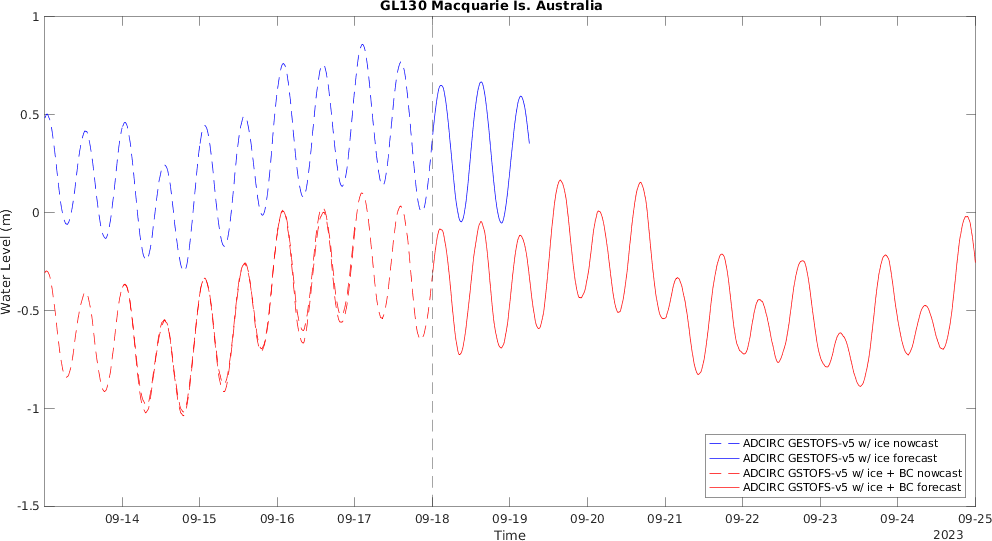 GL130 Macquarie Is. Australia
Water Level (m)
1
0.5
0
-0.5
-1
-1.5
ADCIRC GESTOFS-v5 w/ ice nowcast
ADCIRC GESTOFS-v5 w/ ice forecast
ADCIRC GSTOFS-v5 w/ ice + BC nowcast
ADCIRC GSTOFS-v5 w/ ice + BC forecast
09-14 09-15 09-16 09-17 09-18 09-19 09-20 09-21 09-22 09-23 09-24 09-25
Time
2023